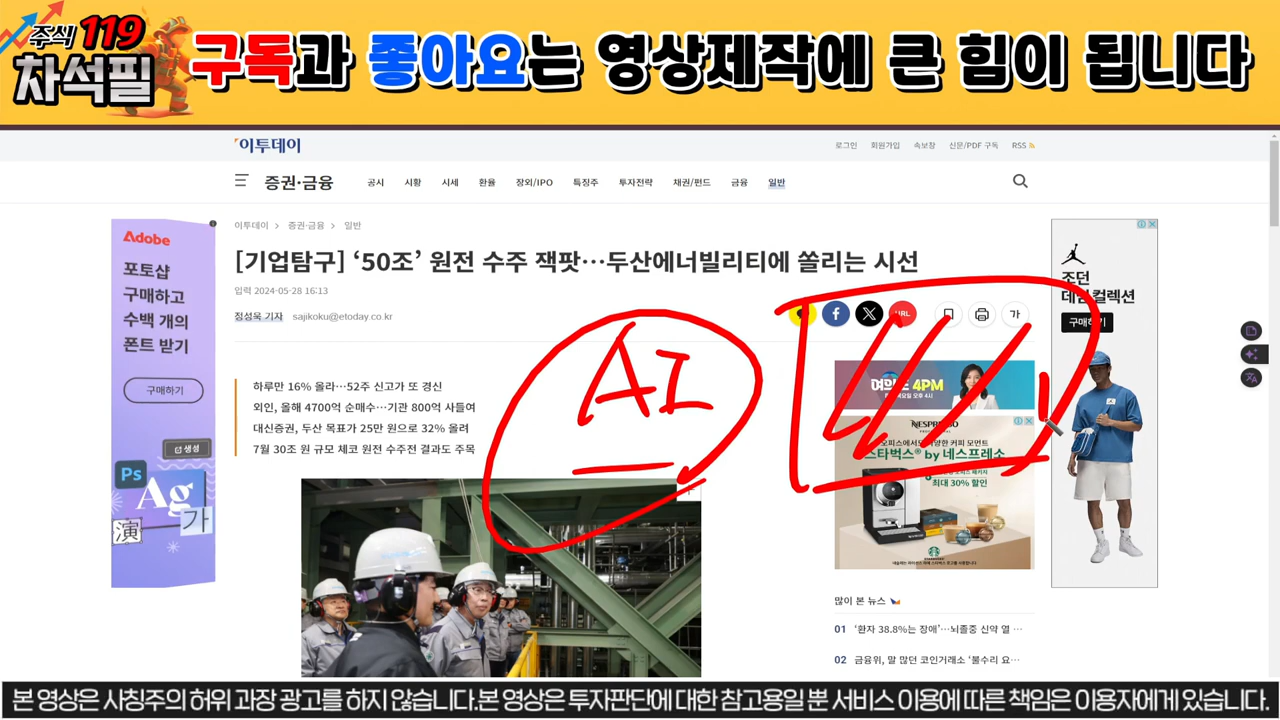 주식 119
차석필
구독과 좋아요는 영상제작에 큰 힘이 됩니다
이투데이
로그인 회원가입 속보창 신문/PDF 구독 RSS
증권·금융 공시 시황 시세 환율 장외/IPO 특징주 투자전략 채권/펀드 금융 일반
이투데이 > 증권·금융 > 일반
[기업탐구] ‘50조’ 원전 수주 잭팟…두산에너빌리티에 쏠리는 시선
입력 2024-05-28 16:13
정성욱 기자 sajikoku@etoday.co.kr
URL 가
하루만 16% 올라…52주 신고가 또 경신
외인, 올해 4700억 순매수…기관 800억 사들여
대신증권, 두산 목표가 25만 원으로 32% 올려
7월 30조 원 규모 체코 원전 수주전 결과도 주목
AI
Adobe
포토샵
구매하고
수백 개의
폰트 받기
구매하기
생성
Ps
Ag
演
가
여의도 4PM
NESPRESSO
스타벅스® by 네스프레소
최대 30% 할인
조던
컬렉션
많이 본 뉴스
01 ‘환자 38.8%는 장애’…뇌졸중 신약 열 …
02 금융위, 말 많던 코인거래소 ‘불수리 요…
본 영상은 사칭주의 허위 과장 광고를 하지 않습니다.본 영상은 투자판단에 대한 참고용일 뿐 서비스 이용에 따른 책임은 이용자에게 있습니다.